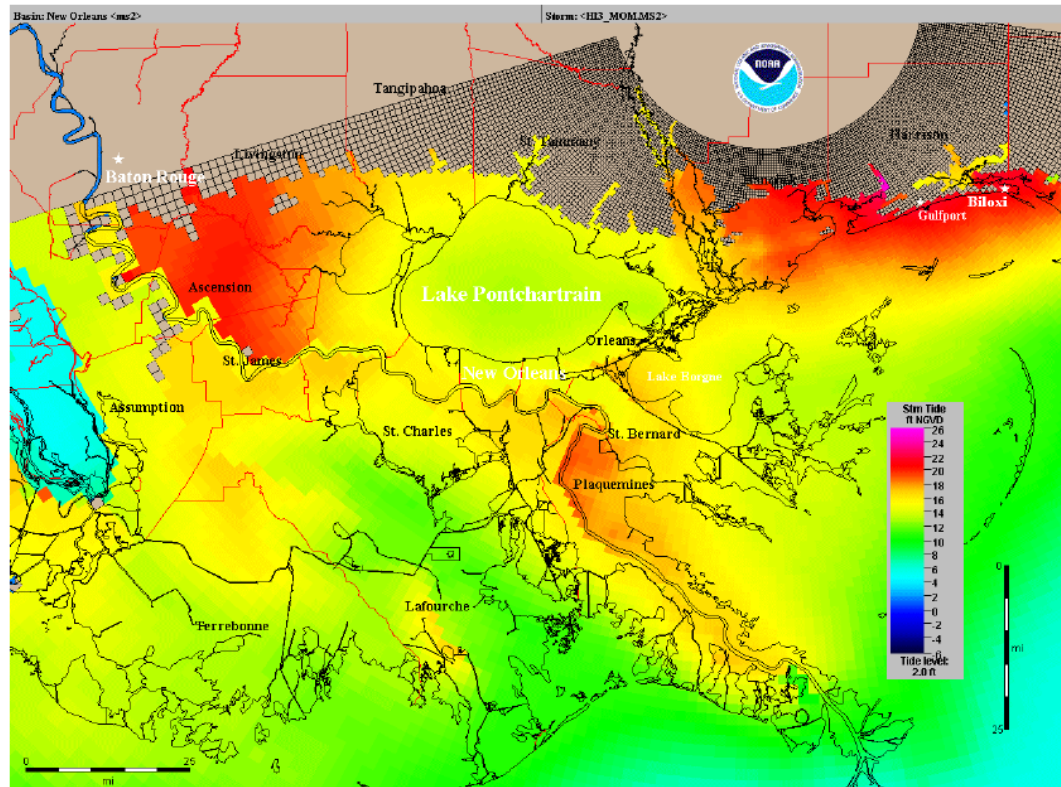 Basin: New Orleans <ms2>
Storm: <HI3_MOM.MS2>
NOAA
Tangipahoa
St. Tammany
Harrison
Livingston
Baton Rouge
Biloxi
Gulfport
Ascension
Lake Pontchartrain
Orleans
St. James
New Orleans
Lake Borgne
Assumption
St. Charles
St. Bernard
Plaquemines
Lafourche
Terrebonne
Stm Tide
ft NGVD
26
24
22
20
18
16
14
12
10
8
6
4
2
0
-2
-4
-6
Tide level:
2.0 ft
0
mi
25
0
25
mi